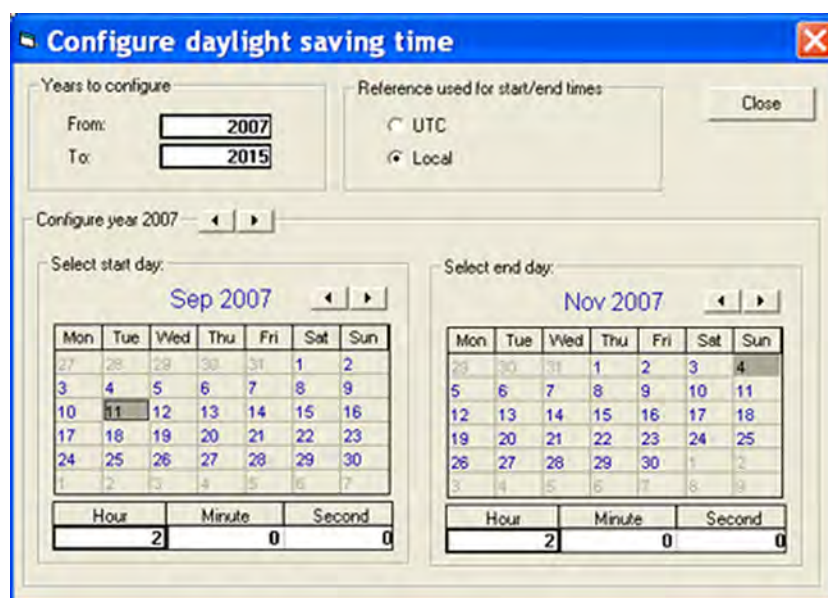 Configure daylight saving time
Years to configure
From: 2007
To: 2015
Reference used for start/end times
UTC
Local
Close
Configure year 2007
Select start day:
Sep 2007
Mon Tue Wed Thu Fri Sat Sun
27 28 29 30 31 1 2
3 4 5 6 7 8 9
10 11 12 13 14 15 16
17 18 19 20 21 22 23
24 25 26 27 28 29 30
1 2 3 4 5 6 7
Hour Minute Second
2 0 0
Select end day:
Nov 2007
Mon Tue Wed Thu Fri Sat Sun
29 30 31 1 2 3 4
5 6 7 8 9 10 11
12 13 14 15 16 17 18
19 20 21 22 23 24 25
26 27 28 29 30 1 2
3 4 5 6 7 8 9
Hour Minute Second
2 0 0